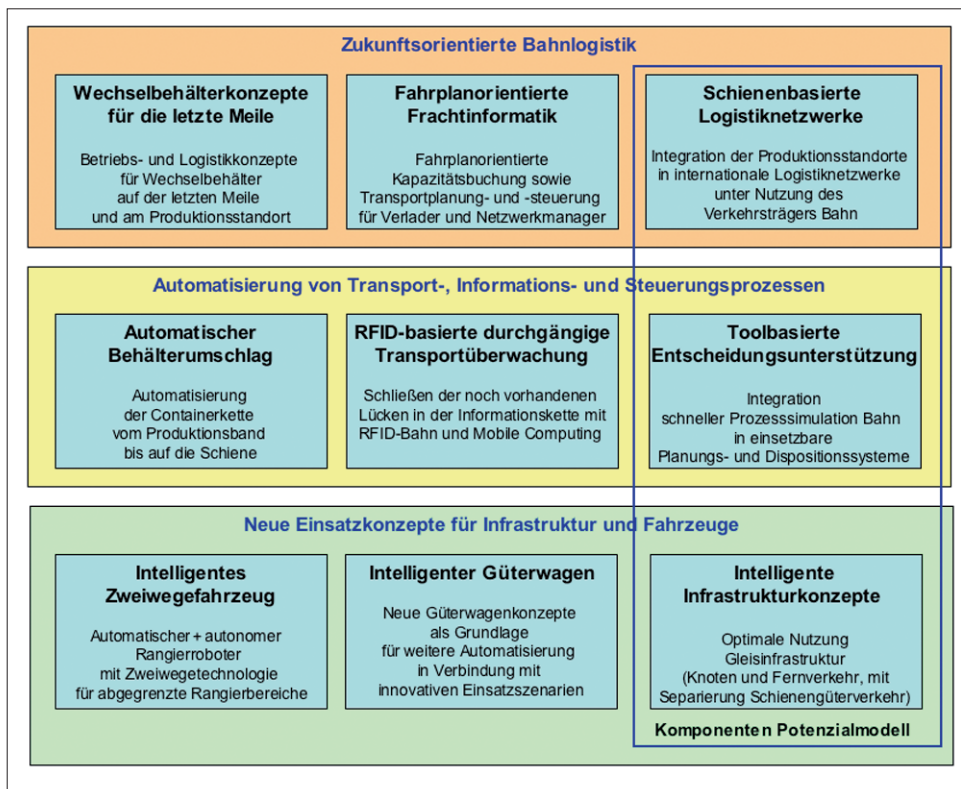 Zukunftsorientierte Bahnlogistik
Wechselbehälterkonzepte
für die letzte Meile
Betriebs- und Logistikkonzepte
für Wechselbehälter
auf der letzten Meile
und am Produktionsstandort
Fahrplanorientierte
Frachtinformatik
Fahrplanorientierte
Kapazitätsbuchung sowie
Transportplanung- und -steuerung
für Verlader und Netzwerkmanager
Schienenbasierte
Logistiknetzwerke
Integration der Produktionsstandorte
in internationale Logistiknetzwerke
unter Nutzung des
Verkehrsträgers Bahn
Automatisierung von Transport-, Informations- und Steuerungsprozessen
Automatischer
Behälterumschlag
Automatisierung
der Containerkette
vom Produktionsband
bis auf die Schiene
RFID-basierte durchgängige
Transportüberwachung
Schließen der noch vorhandenen
Lücken in der Informationskette mit
RFID-Bahn und Mobile Computing
Toolbasierte
Entscheidungsunterstützung
Integration
schneller Prozesssimulation Bahn
in einsetzbare
Planungs- und Dispositionssysteme
Neue Einsatzkonzepte für Infrastruktur und Fahrzeuge
Intelligentes
Zweiwegefahrzeug
Automatischer + autonomer
Rangierroboter
mit Zweiwegetechnologie
für abgegrenzte Rangierbereiche
Intelligenter Güterwagen
Neue Güterwagenkonzepte
als Grundlage
für weitere Automatisierung
in Verbindung mit
innovativen Einsatzszenarien
Intelligente
Infrastrukturkonzepte
Optimale Nutzung
Gleisinfrastruktur
(Knoten und Fernverkehr, mit
Separierung Schienengüterverkehr)
Komponenten Potenzialmodell